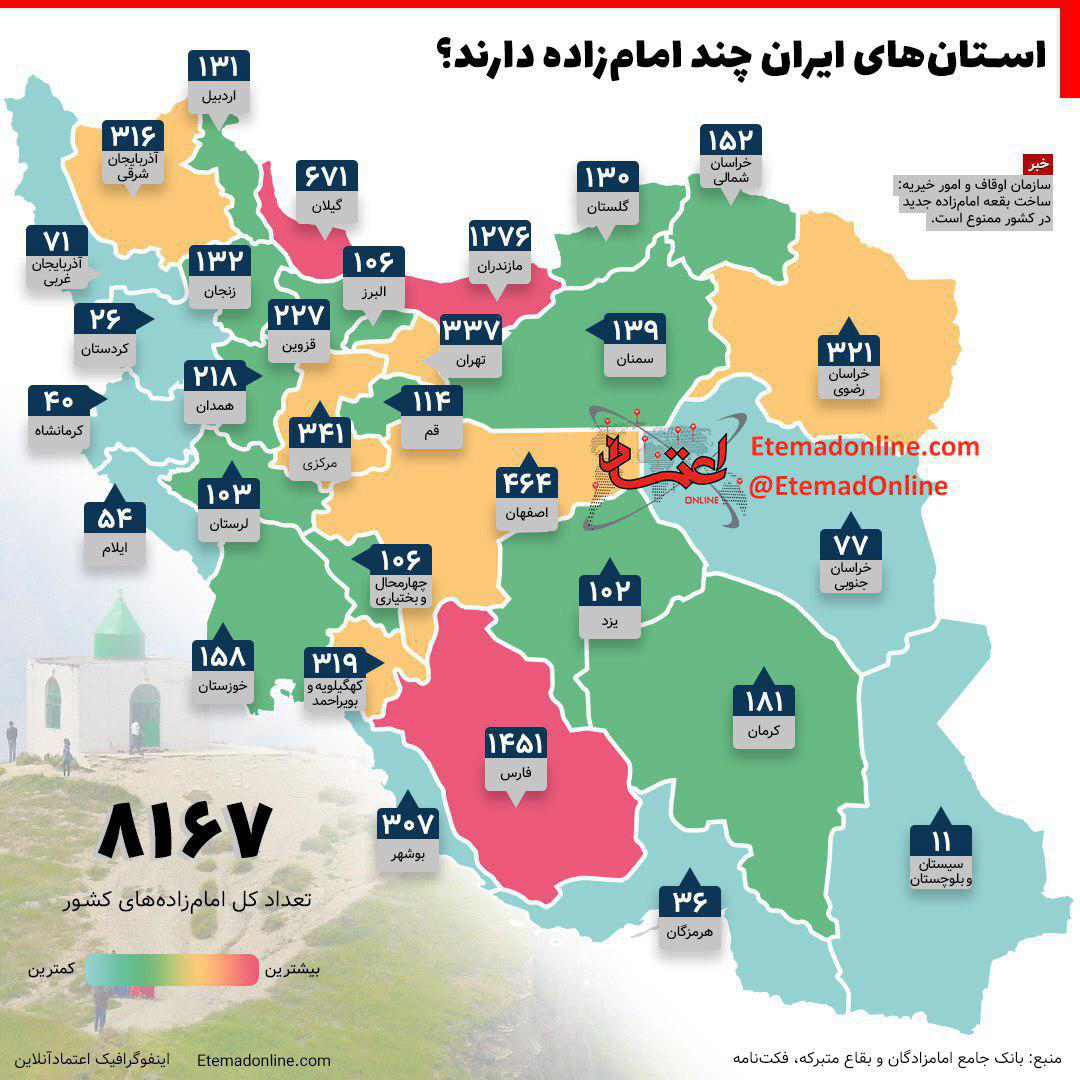 استان‌های ایران چند امام‌زاده دارند؟
خبر
سازمان اوقاف و امور خیریه:
ساخت بقعه امام‌زاده جدید
در کشور ممنوع است.
۱۳۱
اردبیل
۳۱۶
آذربایجان
شرقی
۶۷۱
گیلان
۱۳۰
گلستان
۱۵۲
خراسان
شمالی
۷۱
آذربایجان
غربی
۱۳۲
زنجان
۱۰۶
البرز
۱۲۷۶
مازندران
۲۶
کردستان
۲۲۷
قزوین
۳۳۷
تهران
۱۳۹
سمنان
۳۲۱
خراسان
رضوی
۴۰
کرمانشاه
۲۱۸
همدان
۳۴۱
مرکزی
۱۱۴
قم
اعتماد
ONLINE
Etemadonline.com
@EtemadOnline
۵۴
ایلام
۱۰۳
لرستان
۴۶۴
اصفهان
۱۰۶
چهارمحال
و بختیاری
۱۰۲
یزد
۷۷
خراسان
جنوبی
۱۵۸
خوزستان
۳۱۹
کهگیلویه و
بویراحمد
۱۴۵۱
فارس
۱۸۱
کرمان
۳۰۷
بوشهر
۳۶
هرمزگان
۱۱
سیستان
و بلوچستان
۸۱۶۷
تعداد کل امام‌زاده‌های کشور
بیشترین
کمترین
منبع: بانک جامع امامزادگان و بقاع متبرکه، فکت‌نامه
Etemadonline.com
اینفوگرافیک اعتمادآنلاین